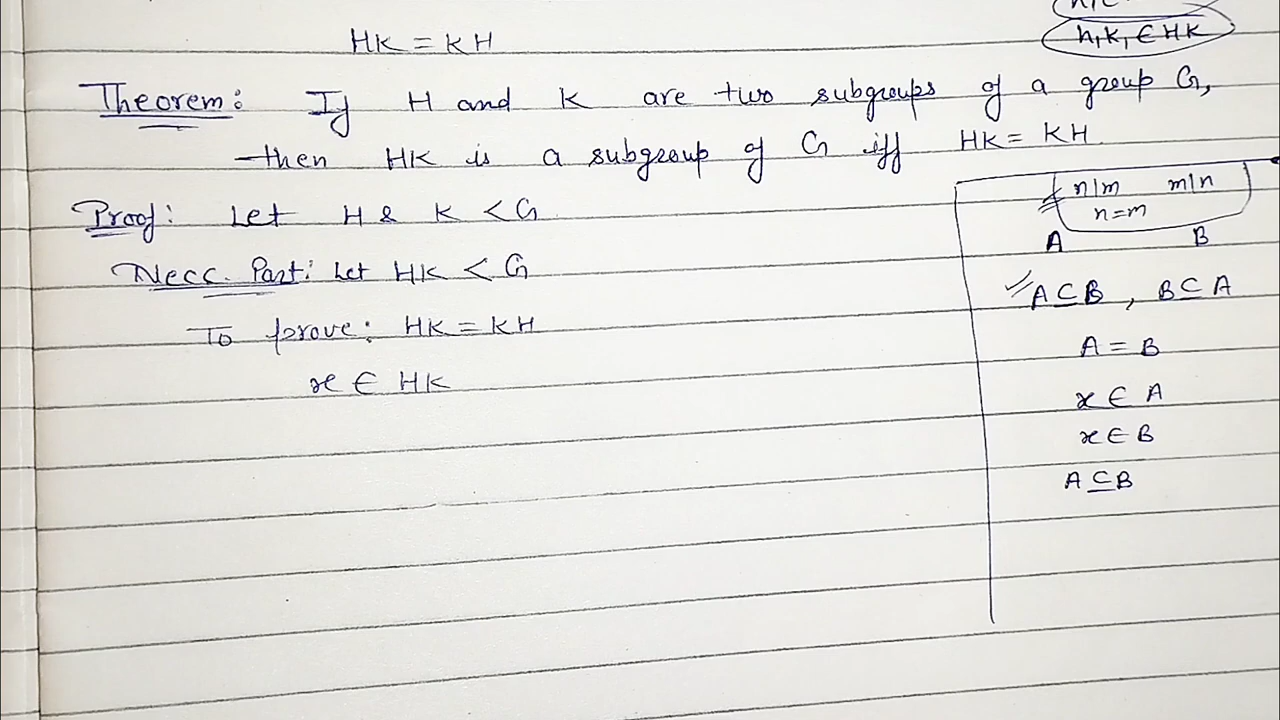 HK = KH
h₁k₁ ∈ HK
Theorem: If H and K are two subgroups of a group G,
then HK is a subgroup of G iff HK = KH.
Proof: Let H & K < G
Necc. Part: Let HK < G
To prove: HK = KH
x ∈ HK
n|m m|n
n=m
A B
A ⊆ B , B ⊆ A
A = B
x ∈ A
x ∈ B
A ⊆ B